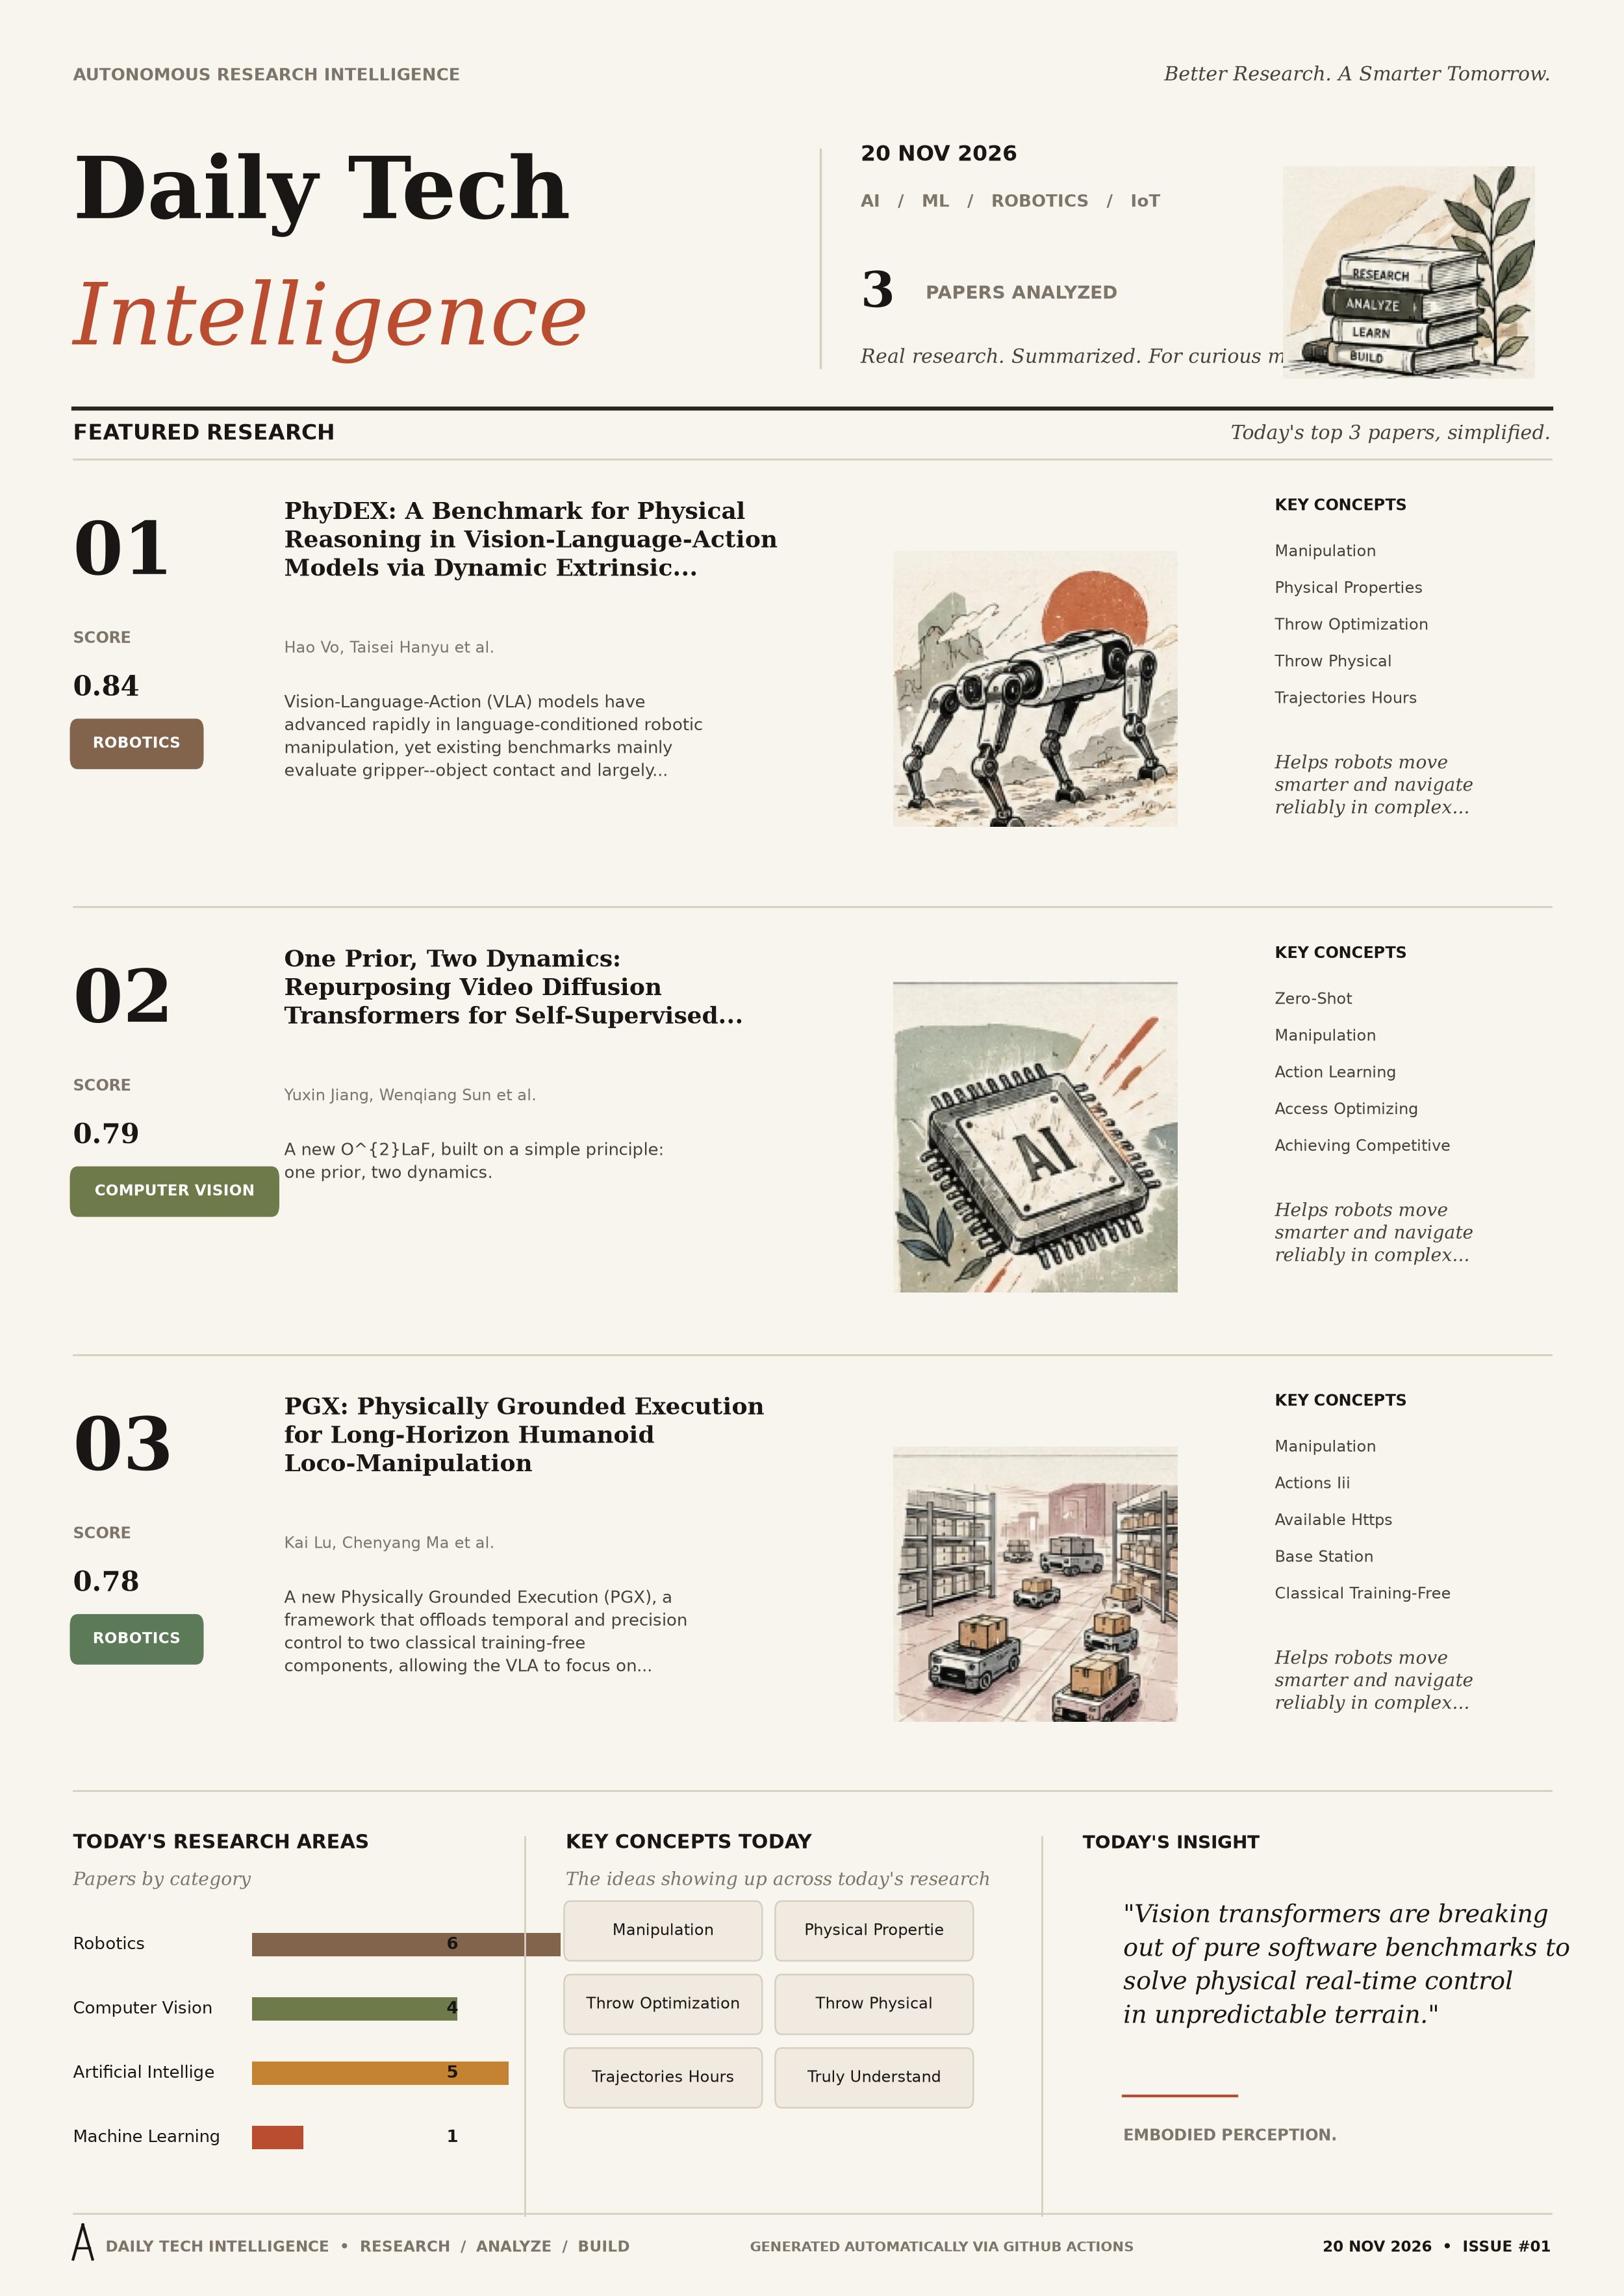 AUTONOMOUS RESEARCH INTELLIGENCE
Better Research. A Smarter Tomorrow.
Daily Tech
Intelligence
20 NOV 2026
AI / ML / ROBOTICS / IoT
3 PAPERS ANALYZED
Real research. Summarized. For curious m
RESEARCH
ANALYZE
LEARN
BUILD
FEATURED RESEARCH
Today's top 3 papers, simplified.
01
SCORE
0.84
ROBOTICS
PhyDEX: A Benchmark for Physical
Reasoning in Vision-Language-Action
Models via Dynamic Extrinsic...
Hao Vo, Taisei Hanyu et al.
Vision-Language-Action (VLA) models have
advanced rapidly in language-conditioned robotic
manipulation, yet existing benchmarks mainly
evaluate gripper--object contact and largely...
KEY CONCEPTS
Manipulation
Physical Properties
Throw Optimization
Throw Physical
Trajectories Hours
Helps robots move
smarter and navigate
reliably in complex...
02
SCORE
0.79
COMPUTER VISION
One Prior, Two Dynamics:
Repurposing Video Diffusion
Transformers for Self-Supervised...
Yuxin Jiang, Wenqiang Sun et al.
A new O^{2}LaF, built on a simple principle:
one prior, two dynamics.
AI
KEY CONCEPTS
Zero-Shot
Manipulation
Action Learning
Access Optimizing
Achieving Competitive
Helps robots move
smarter and navigate
reliably in complex...
03
SCORE
0.78
ROBOTICS
PGX: Physically Grounded Execution
for Long-Horizon Humanoid
Loco-Manipulation
Kai Lu, Chenyang Ma et al.
A new Physically Grounded Execution (PGX), a
framework that offloads temporal and precision
control to two classical training-free
components, allowing the VLA to focus on...
KEY CONCEPTS
Manipulation
Actions Iii
Available Https
Base Station
Classical Training-Free
Helps robots move
smarter and navigate
reliably in complex...
TODAY'S RESEARCH AREAS
Papers by category
Robotics 6
Computer Vision 4
Artificial Intellige 5
Machine Learning 1
KEY CONCEPTS TODAY
The ideas showing up across today's research
Manipulation
Physical Propertie
Throw Optimization
Throw Physical
Trajectories Hours
Truly Understand
TODAY'S INSIGHT
"Vision transformers are breaking
out of pure software benchmarks to
solve physical real-time control
in unpredictable terrain."
EMBODIED PERCEPTION.
A DAILY TECH INTELLIGENCE • RESEARCH / ANALYZE / BUILD
GENERATED AUTOMATICALLY VIA GITHUB ACTIONS
20 NOV 2026 • ISSUE #01